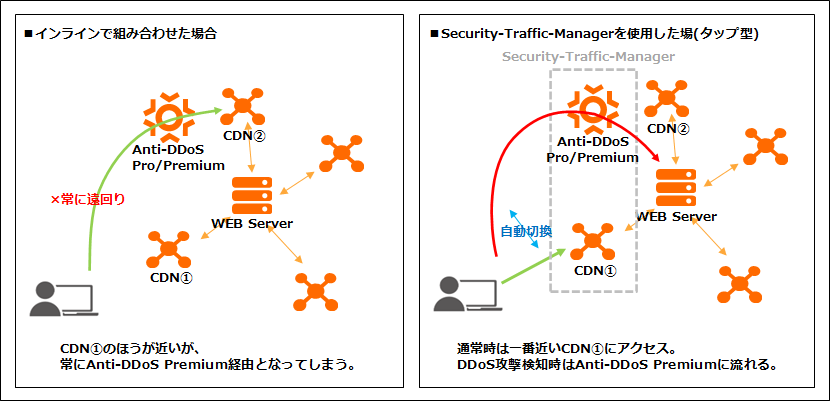 ■インラインで組み合わせた場合
CDN②
Anti-DDoS
Pro/Premium
×常に遠回り
WEB Server
CDN①
CDN①のほうが近いが、
常にAnti-DDoS Premium経由となってしまう。
■Security-Traffic-Managerを使用した場(タップ型)
Security-Traffic-Manager
CDN②
Anti-DDoS
Pro/Premium
WEB Server
自動切換
CDN①
通常時は一番近いCDN①にアクセス。
DDoS攻撃検知時はAnti-DDoS Premiumに流れる。